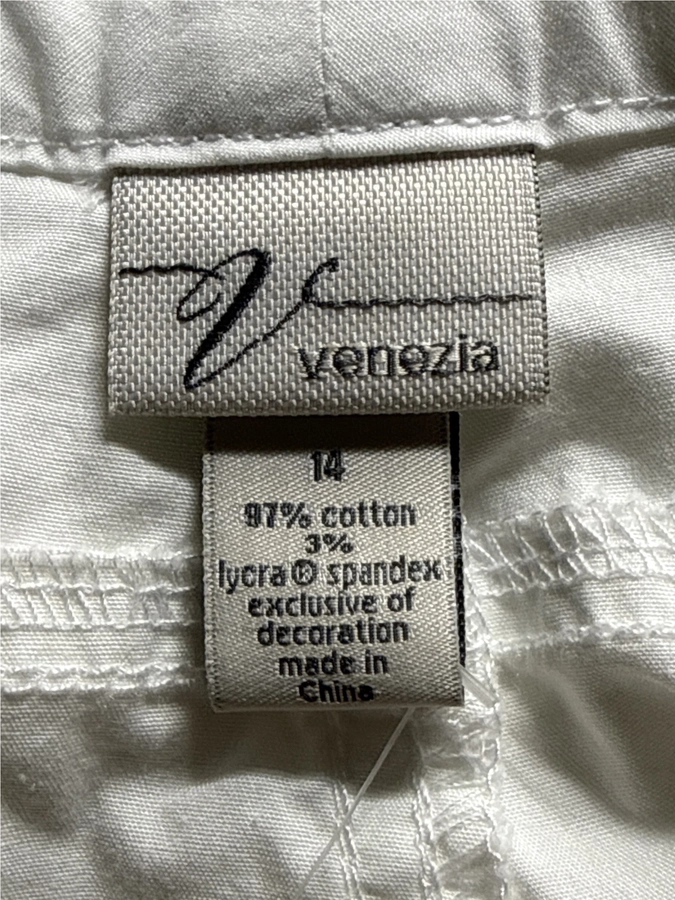 V
venezia
14
97% cotton
3%
lycra® spandex
exclusive of
decoration
made in
China